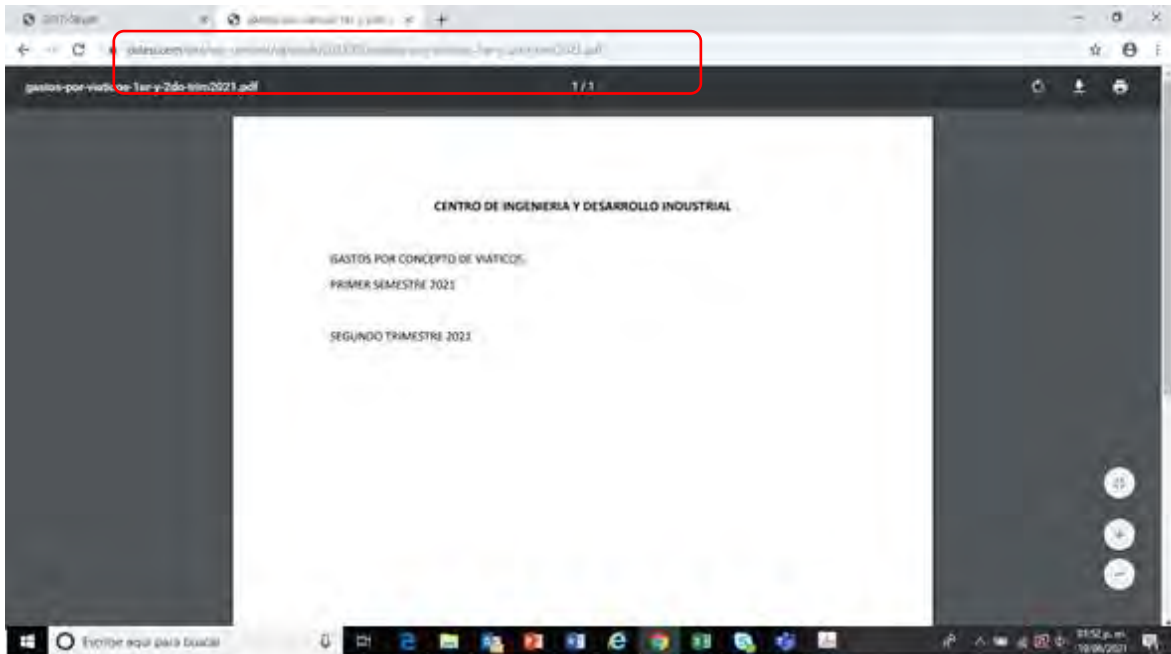 gastos-por-viaticos-1er-y-2do-trim2021.pdf
1 / 1
CENTRO DE INGENIERIA Y DESARROLLO INDUSTRIAL
GASTOS POR CONCEPTO DE VIATICOS.
PRIMER SEMESTRE 2021
SEGUNDO TRIMESTRE 2021
Escribe aquí para buscar